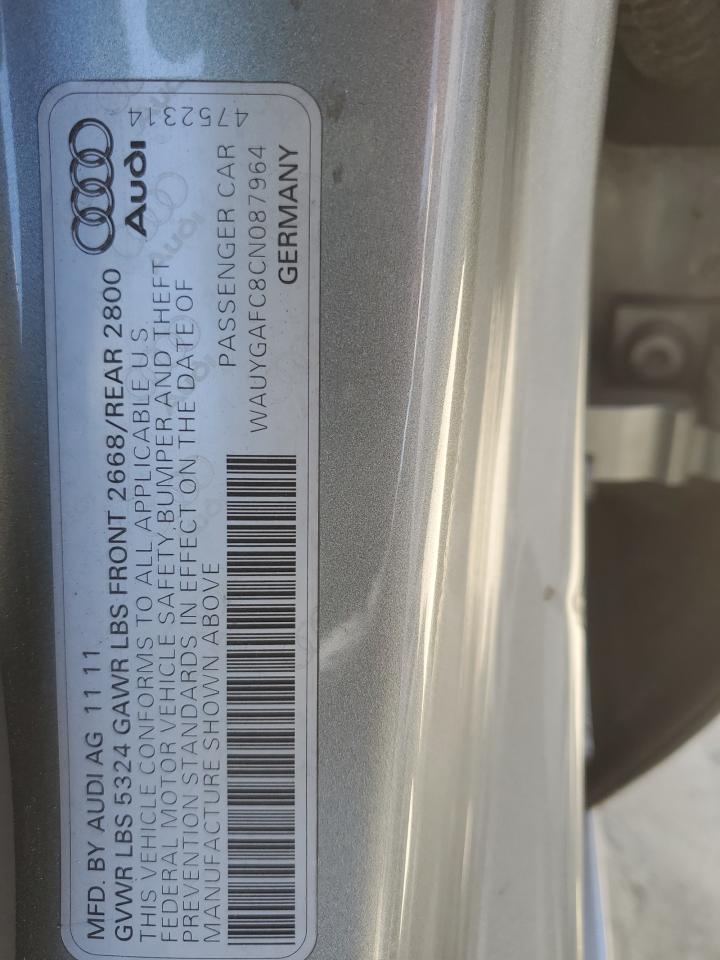 MFD. BY AUDI AG 11 11
GVWR LBS 5324 GAWR LBS FRONT 2668/REAR 2800
THIS VEHICLE CONFORMS TO ALL APPLICABLE U.S.
FEDERAL MOTOR VEHICLE SAFETY, BUMPER AND THEFT
PREVENTION STANDARDS IN EFFECT ON THE DATE OF
MANUFACTURE SHOWN ABOVE
PASSENGER CAR
WAUYGAFC8CN087964
GERMANY
Audi
4752314